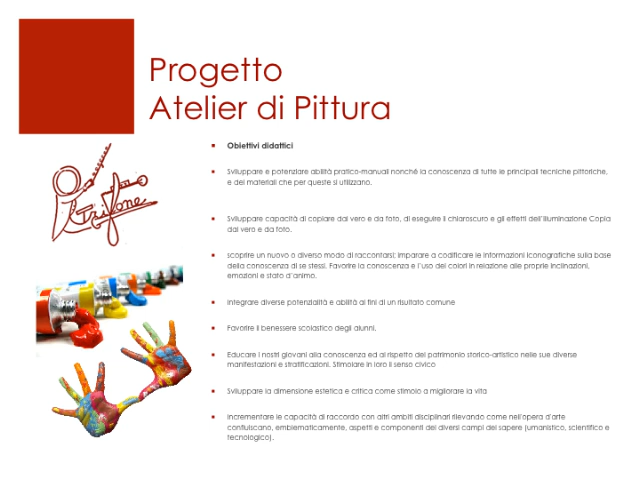 Progetto
Atelier di Pittura
Trifone
Obiettivi didattici
Sviluppare e potenziare abilità pratico-manuali nonché la conoscenza di tutte le principali tecniche pittoriche,
e dei materiali che per queste si utilizzano.
Sviluppare capacità di copiare dal vero e da foto, di eseguire il chiaroscuro e gli effetti dell'illuminazione Copia
dal vero e da foto.
scoprire un nuovo o diverso modo di raccontarsi; imparare a codificare le informazioni iconografiche sulla base
della conoscenza di se stessi. Favorire la conoscenza e l'uso dei colori in relazione alle proprie inclinazioni,
emozioni e stato d'animo.
Integrare diverse potenzialità e abilità ai fini di un risultato comune
Favorire il benessere scolastico degli alunni.
Educare i nostri giovani alla conoscenza ed al rispetto del patrimonio storico-artistico nelle sue diverse
manifestazioni e stratificazioni. Stimolare in loro il senso civico
Sviluppare la dimensione estetica e critica come stimolo a migliorare la vita
Incrementare le capacità di raccordo con altri ambiti disciplinari rilevando come nell'opera d'arte
confluiscano, emblematicamente, aspetti e componenti dei diversi campi del sapere (umanistico, scientifico e
tecnologico).